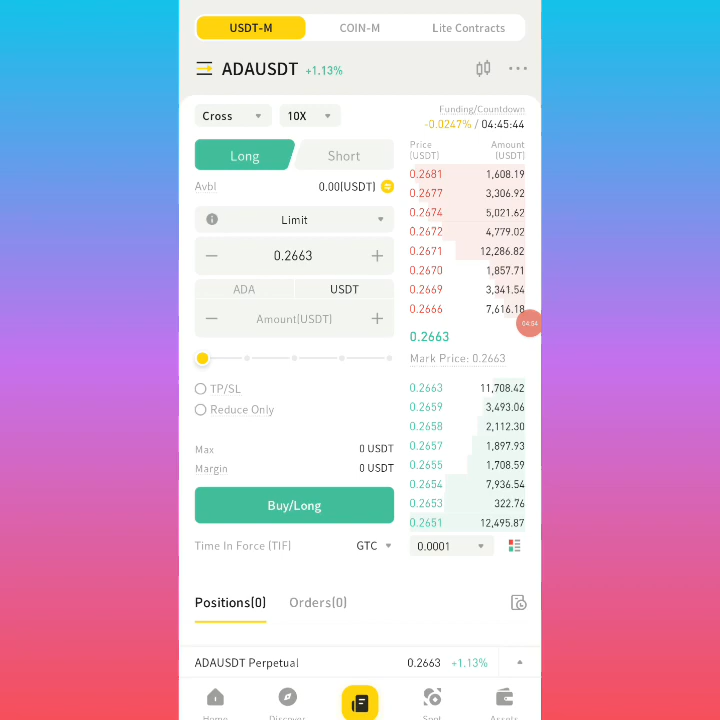 USDT-M COIN-M Lite Contracts
ADAUSDT +1.13%
Cross 10X
Funding/Countdown
-0.0247% / 04:45:44
Long Short
Price (USDT) Amount (USDT)
Avbl 0.00(USDT)
Limit
0.2663
ADA USDT
Amount(USDT)
TP/SL
Reduce Only
Max 0 USDT
Margin 0 USDT
Buy/Long
Time In Force (TIF) GTC
0.2681 1,608.19
0.2677 3,306.92
0.2674 5,021.62
0.2672 4,779.02
0.2671 12,286.82
0.2670 1,857.71
0.2669 3,341.54
0.2666 7,616.18
04:54
0.2663
Mark Price: 0.2663
0.2663 11,708.42
0.2659 3,493.06
0.2658 2,112.30
0.2657 1,897.93
0.2655 1,708.59
0.2654 7,936.54
0.2653 322.76
0.2651 12,495.87
0.0001
Positions(0) Orders(0)
ADAUSDT Perpetual 0.2663 +1.13%
Home Discover Spot Assets